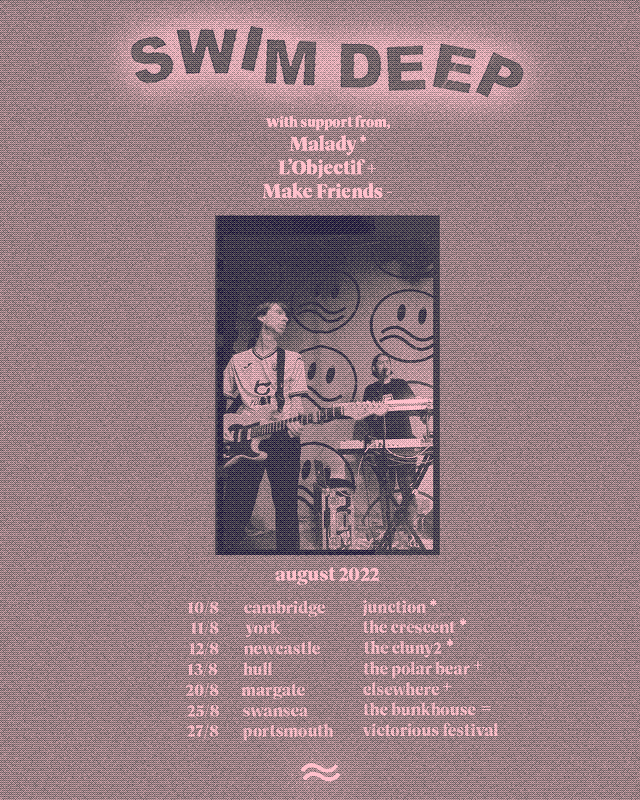 SWIM DEEP
with support from,
Malady *
L'Objectif +
Make Friends -
august 2022
10/8 cambridge junction *
11/8 york the crescent *
12/8 newcastle the cluny2 *
13/8 hull the polar bear +
20/8 margate elsewhere +
25/8 swansea the bunkhouse =
27/8 portsmouth victorious festival